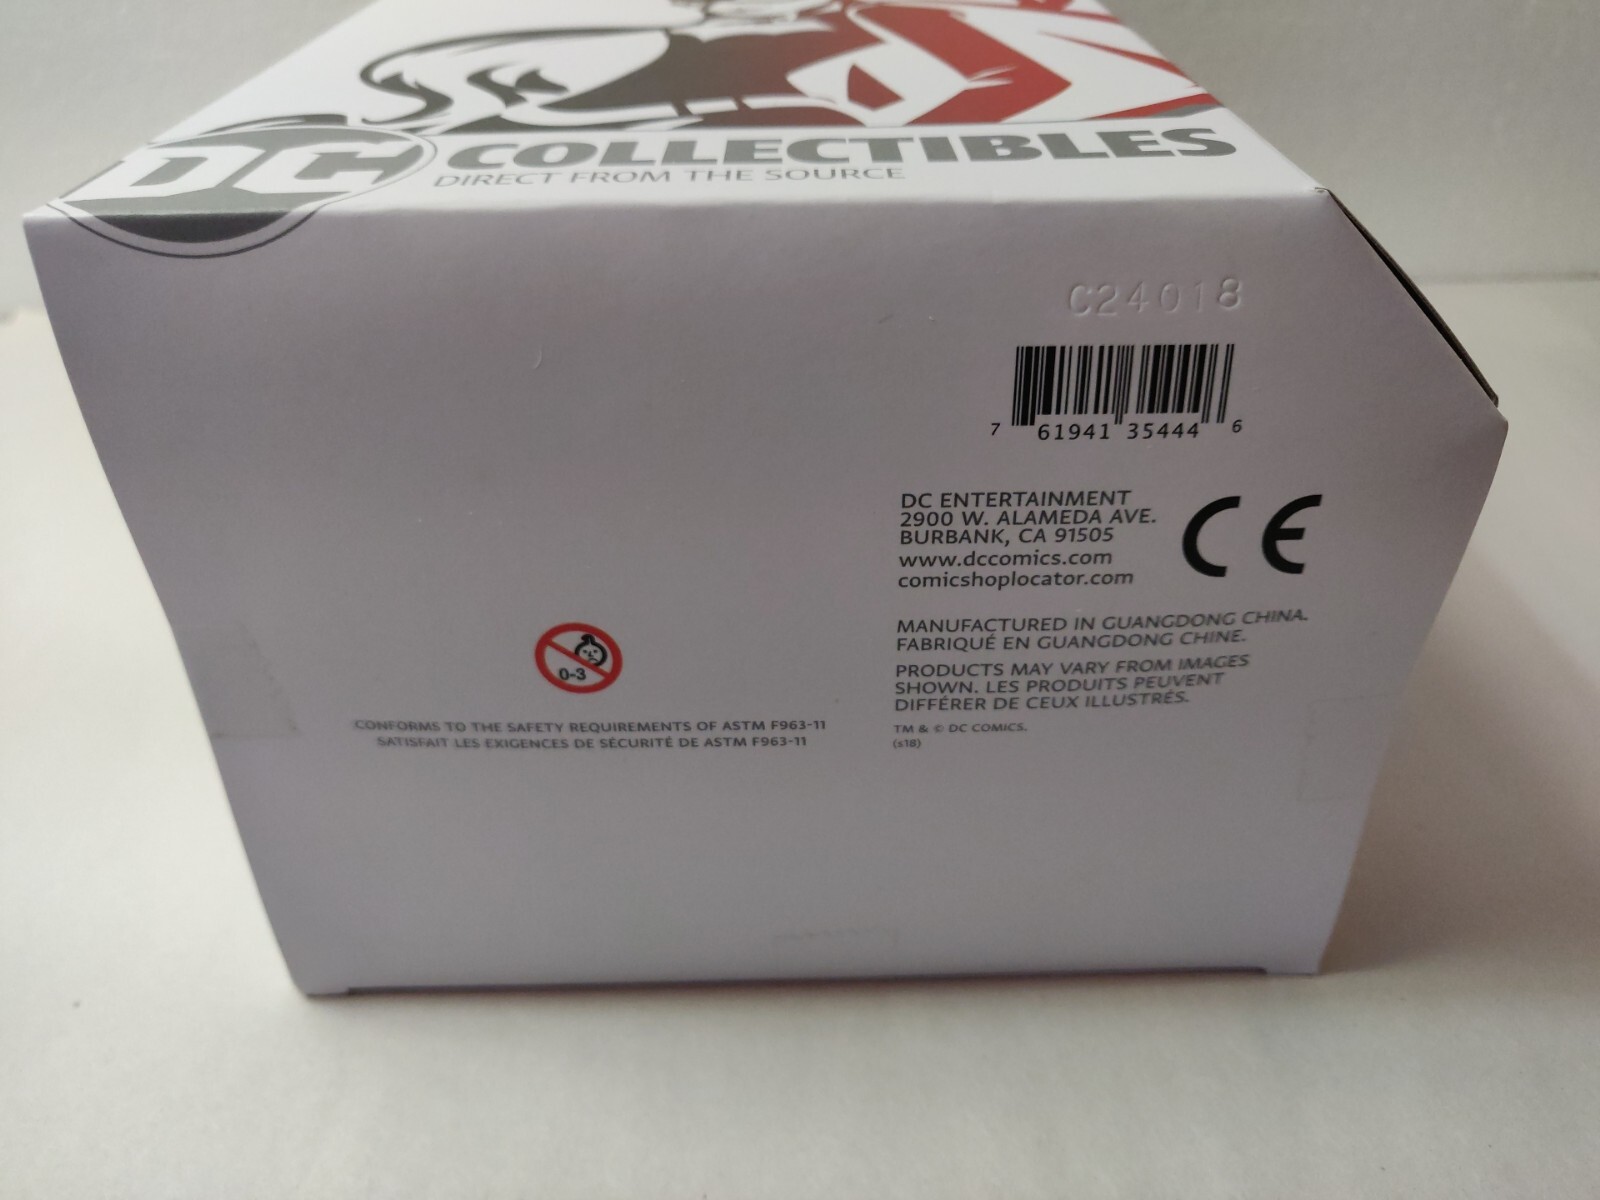 DC COLLECTIBLES
DIRECT FROM THE SOURCE
C24018
7 61941 35444 6
DC ENTERTAINMENT
2900 W. ALAMEDA AVE.
BURBANK, CA 91505
www.dccomics.com
comicshoplocator.com
CE
MANUFACTURED IN GUANGDONG CHINA.
FABRIQUÉ EN GUANGDONG CHINE.
PRODUCTS MAY VARY FROM IMAGES
SHOWN. LES PRODUITS PEUVENT
DIFFÉRER DE CEUX ILLUSTRÉS.
TM & © DC COMICS.
(s18)
0-3
CONFORMS TO THE SAFETY REQUIREMENTS OF ASTM F963-11
SATISFAIT LES EXIGENCES DE SÉCURITÉ DE ASTM F963-11